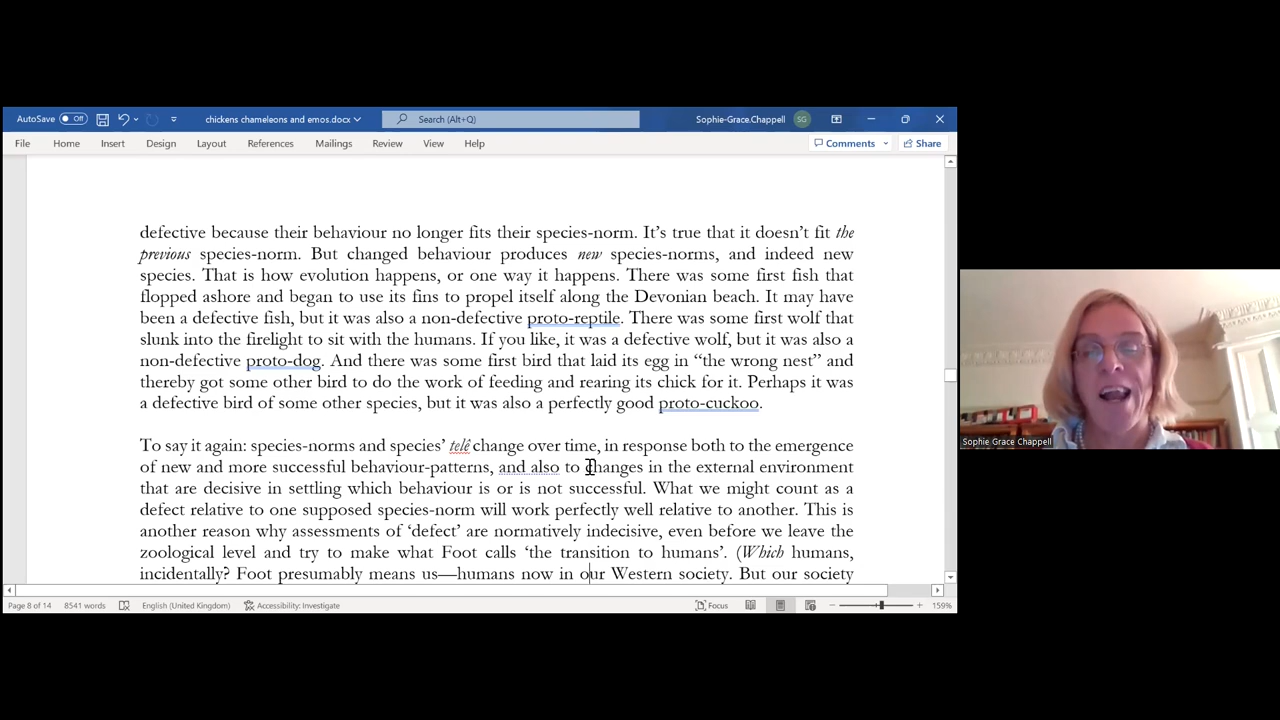 AutoSave Off chickens chameleons and emos.docx Search (Alt+Q) Sophie-Grace.Chappell SG
File Home Insert Design Layout References Mailings Review View Help Comments Share
defective because their behaviour no longer fits their species-norm. It's true that it doesn't fit the
previous species-norm. But changed behaviour produces new species-norms, and indeed new
species. That is how evolution happens, or one way it happens. There was some first fish that
flopped ashore and began to use its fins to propel itself along the Devonian beach. It may have
been a defective fish, but it was also a non-defective proto-reptile. There was some first wolf that
slunk into the firelight to sit with the humans. If you like, it was a defective wolf, but it was also a
non-defective proto-dog. And there was some first bird that laid its egg in “the wrong nest” and
thereby got some other bird to do the work of feeding and rearing its chick for it. Perhaps it was
a defective bird of some other species, but it was also a perfectly good proto-cuckoo.
To say it again: species-norms and species' telê change over time, in response both to the emergence
of new and more successful behaviour-patterns, and also to changes in the external environment
that are decisive in settling which behaviour is or is not successful. What we might count as a
defect relative to one supposed species-norm will work perfectly well relative to another. This is
another reason why assessments of ‘defect’ are normatively indecisive, even before we leave the
zoological level and try to make what Foot calls ‘the transition to humans’. (Which humans,
incidentally? Foot presumably means us—humans now in our Western society. But our society
Page 8 of 14 8541 words English (United Kingdom) Accessibility: Investigate Focus 159%
Sophie Grace Chappell